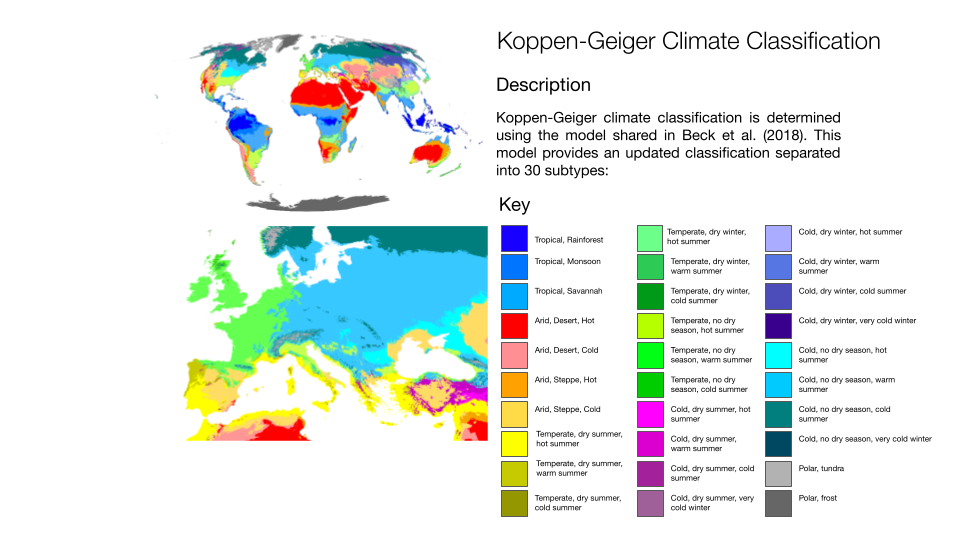 Koppen-Geiger Climate Classification
Description
Koppen-Geiger climate classification is determined
using the model shared in Beck et al. (2018). This
model provides an updated classification separated
into 30 subtypes:
Key
Tropical, Rainforest
Tropical, Monsoon
Tropical, Savannah
Arid, Desert, Hot
Arid, Desert, Cold
Arid, Steppe, Hot
Arid, Steppe, Cold
Temperate, dry summer,
hot summer
Temperate, dry summer,
warm summer
Temperate, dry summer,
cold summer
Temperate, dry winter,
hot summer
Temperate, dry winter,
warm summer
Temperate, dry winter,
cold summer
Temperate, no dry
season, hot summer
Temperate, no dry
season, warm summer
Temperate, no dry
season, cold summer
Cold, dry summer, hot
summer
Cold, dry summer,
warm summer
Cold, dry summer, cold
summer
Cold, dry summer, very
cold winter
Cold, dry winter, hot summer
Cold, dry winter, warm
summer
Cold, dry winter, cold summer
Cold, dry winter, very cold winter
Cold, no dry season, hot
summer
Cold, no dry season, warm
summer
Cold, no dry season, cold
summer
Cold, no dry season, very cold winter
Polar, tundra
Polar, frost